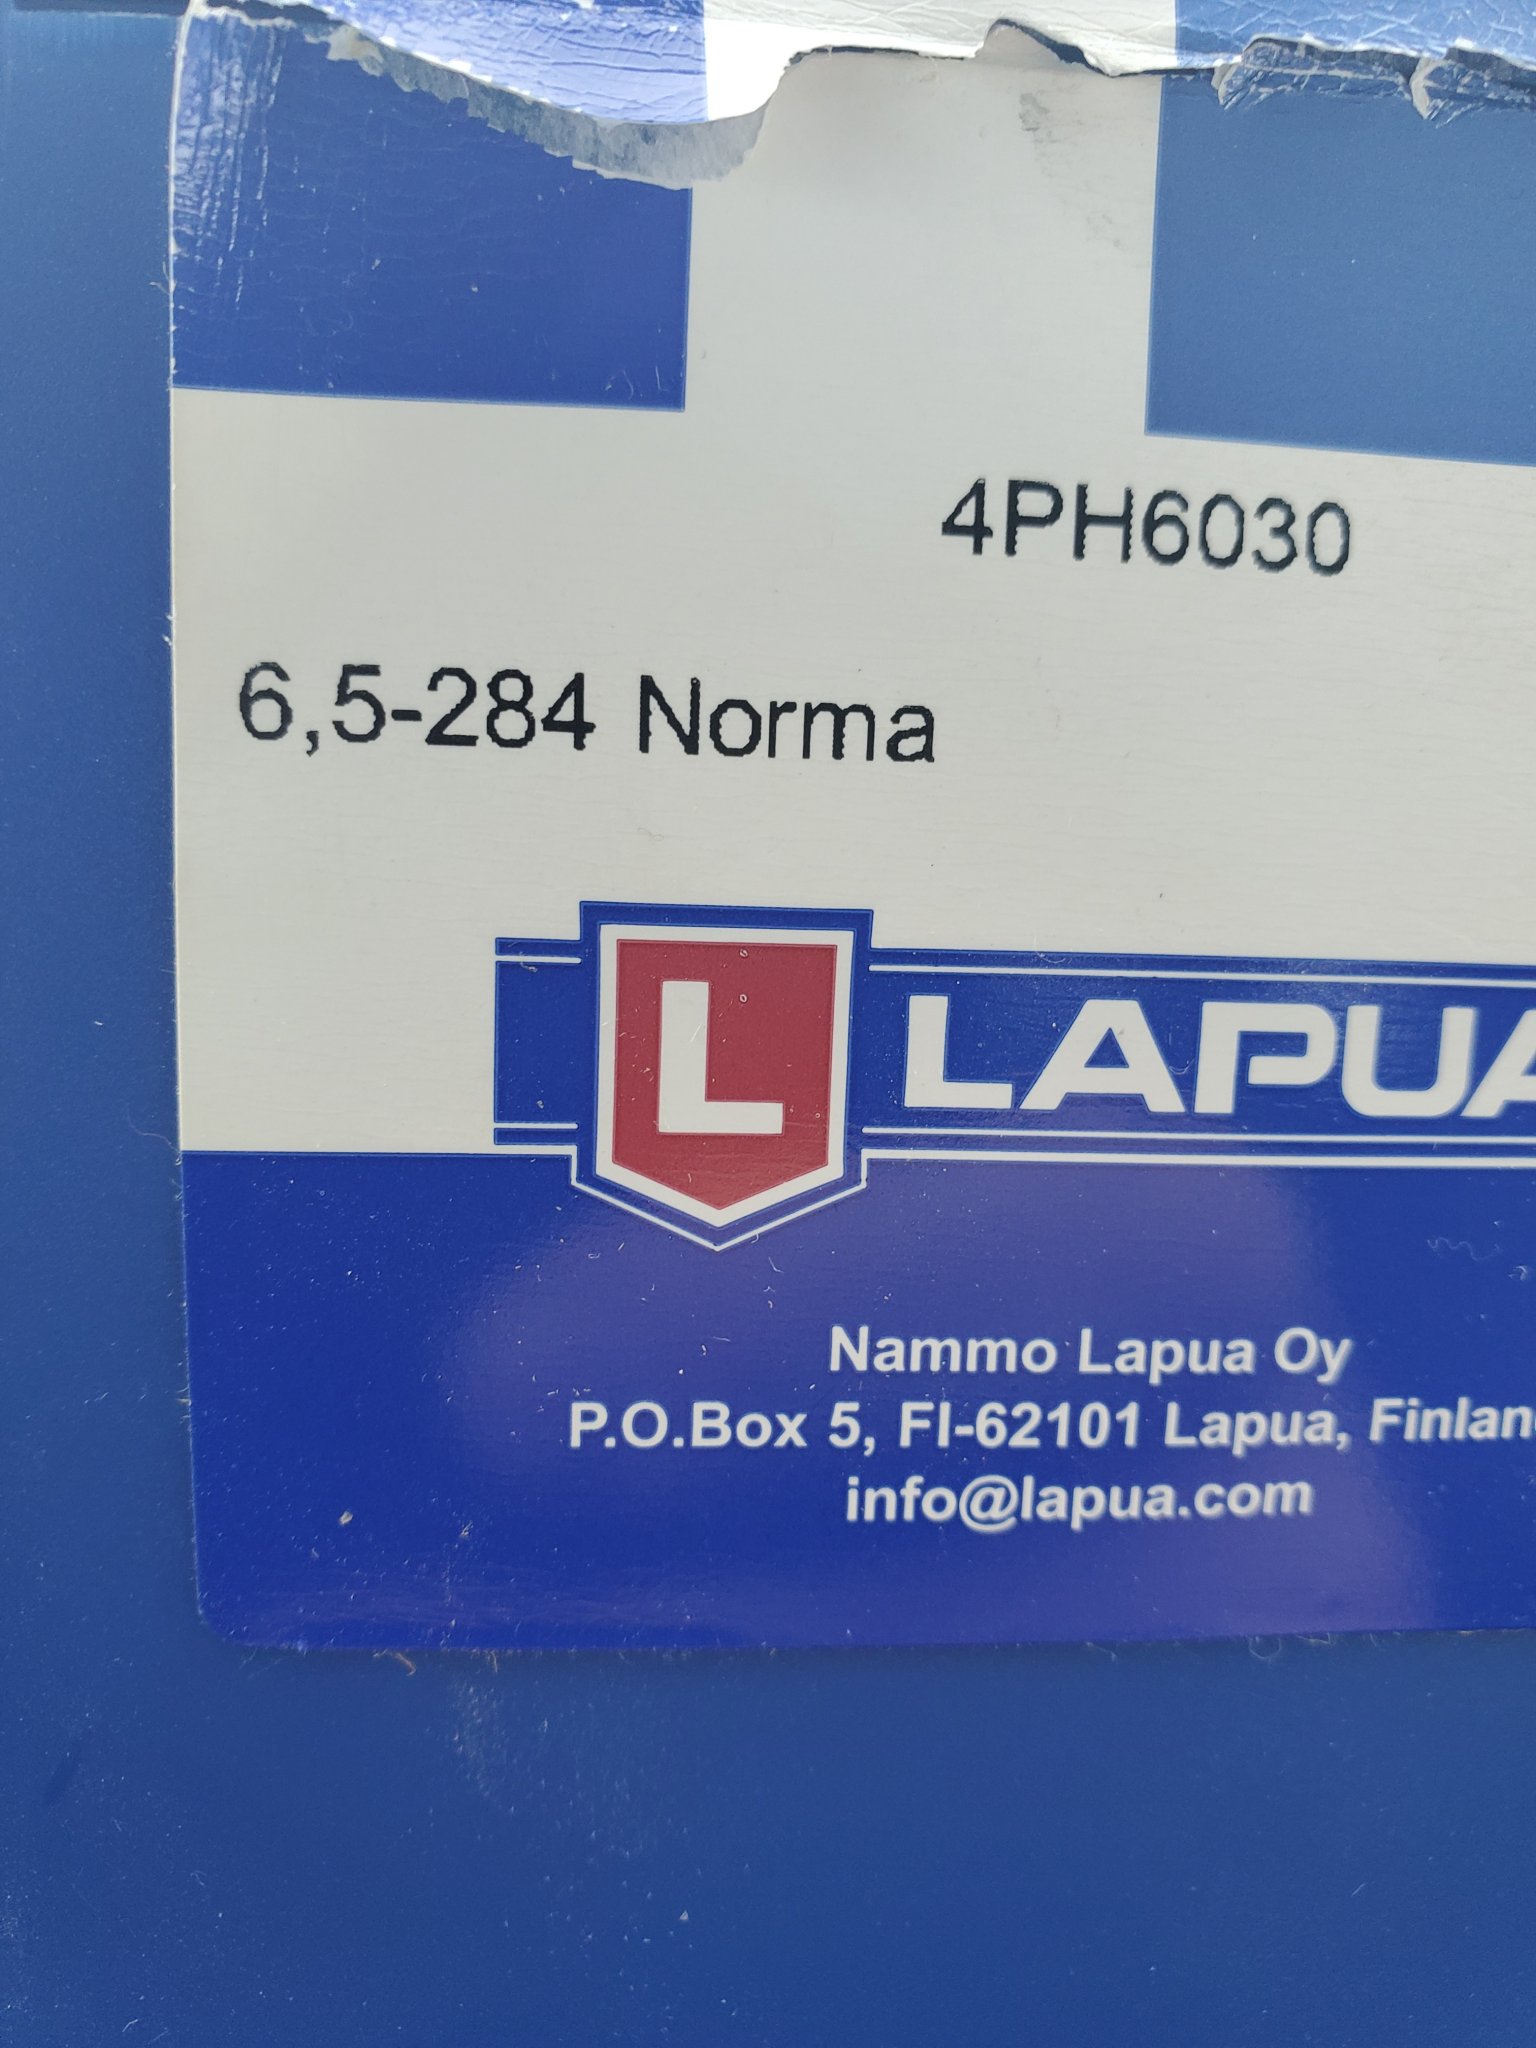 4PH6030
6,5-284 Norma
L LAPUA
Nammo Lapua Oy
P.O.Box 5, FI-62101 Lapua, Finlan
info@lapua.com